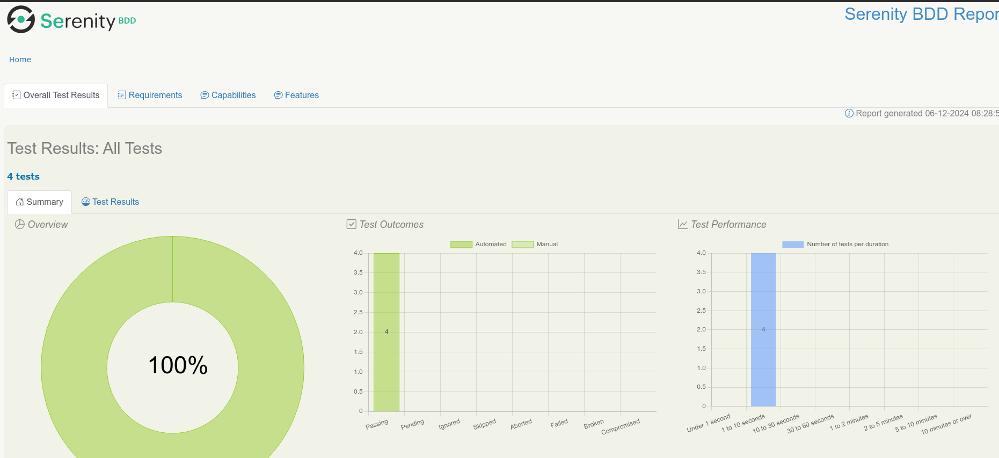 Serenity BDD
Serenity BDD Repor
Home
Overall Test Results
Requirements
Capabilities
Features
Report generated 06-12-2024 08:28:5
Test Results: All Tests
4 tests
Summary
Test Results
Overview
100%
Test Outcomes
Automated
Manual
4.0
3.5
3.0
2.5
2.0
1.5
1.0
0.5
0
4
Passing
Pending
Ignored
Skipped
Aborted
Failed
Broken
Compromised
Test Performance
Number of tests per duration
4.0
3.5
3.0
2.5
2.0
1.5
1.0
0.5
0
4
Under 1 second
1 to 10 seconds
10 to 30 seconds
30 to 60 seconds
1 to 2 minutes
2 to 5 minutes
5 to 10 minutes
10 minutes or over